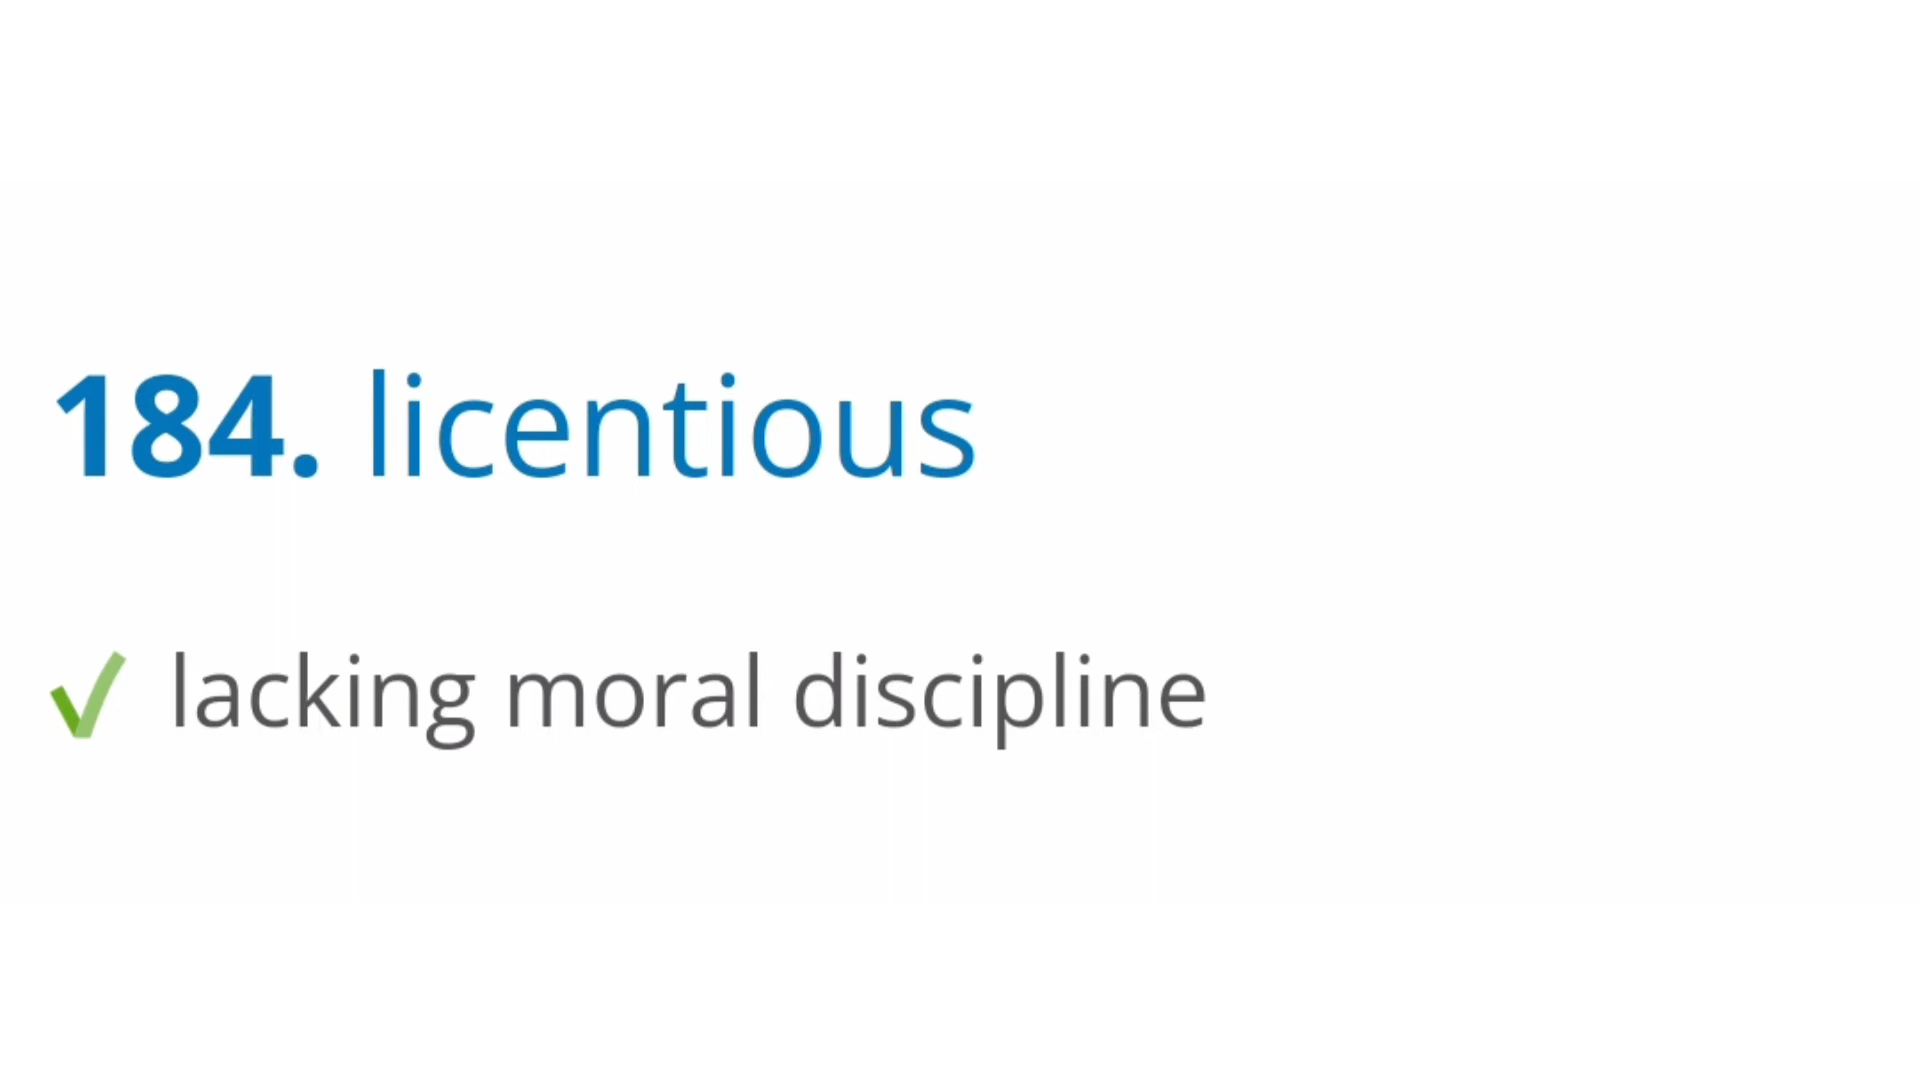 184. licentious
✓ lacking moral discipline